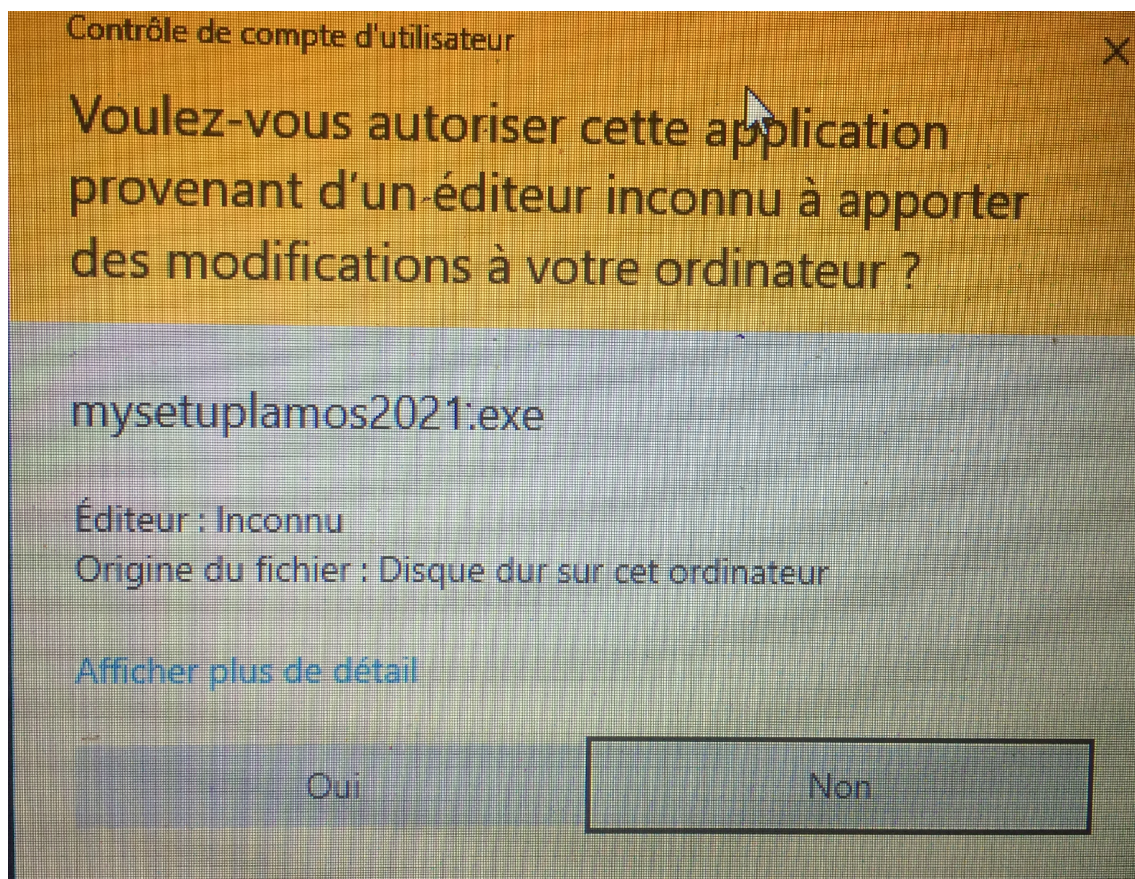 Contrôle de compte d'utilisateur
Voulez-vous autoriser cette application
provenant d'un éditeur inconnu à apporter
des modifications à votre ordinateur ?
mysetuplamos2021.exe
Éditeur : Inconnu
Origine du fichier : Disque dur sur cet ordinateur
Afficher plus de détail
Oui
Non